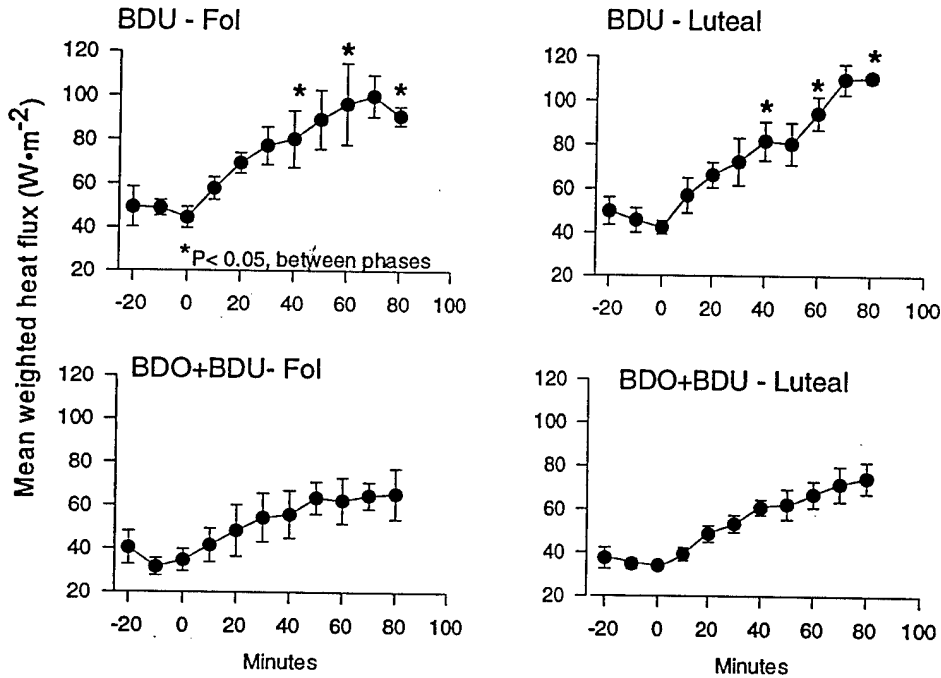 BDU - Fol
BDU - Luteal
Mean weighted heat flux (W•m-2)
120
100
80
60
40
20
* * *
*P< 0.05, between phases
-20 0 20 40 60 80 100
120
100
80
60
40
20
* * *
-20 0 20 40 60 80 100
BDO+BDU- Fol
BDO+BDU - Luteal
120
100
80
60
40
20
-20 0 20 40 60 80 100
Minutes
120
100
80
60
40
20
-20 0 20 40 60 80 100
Minutes